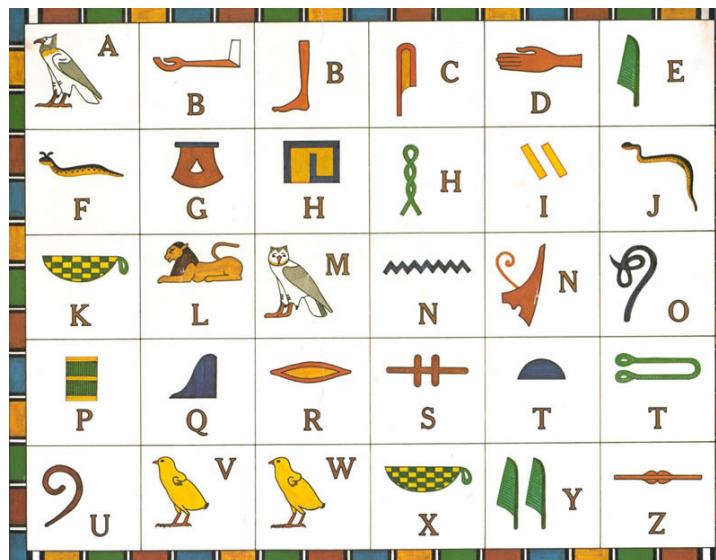 A B B C D E
F G H H I J
K L M N N O
P Q R S T T
U V W X Y Z